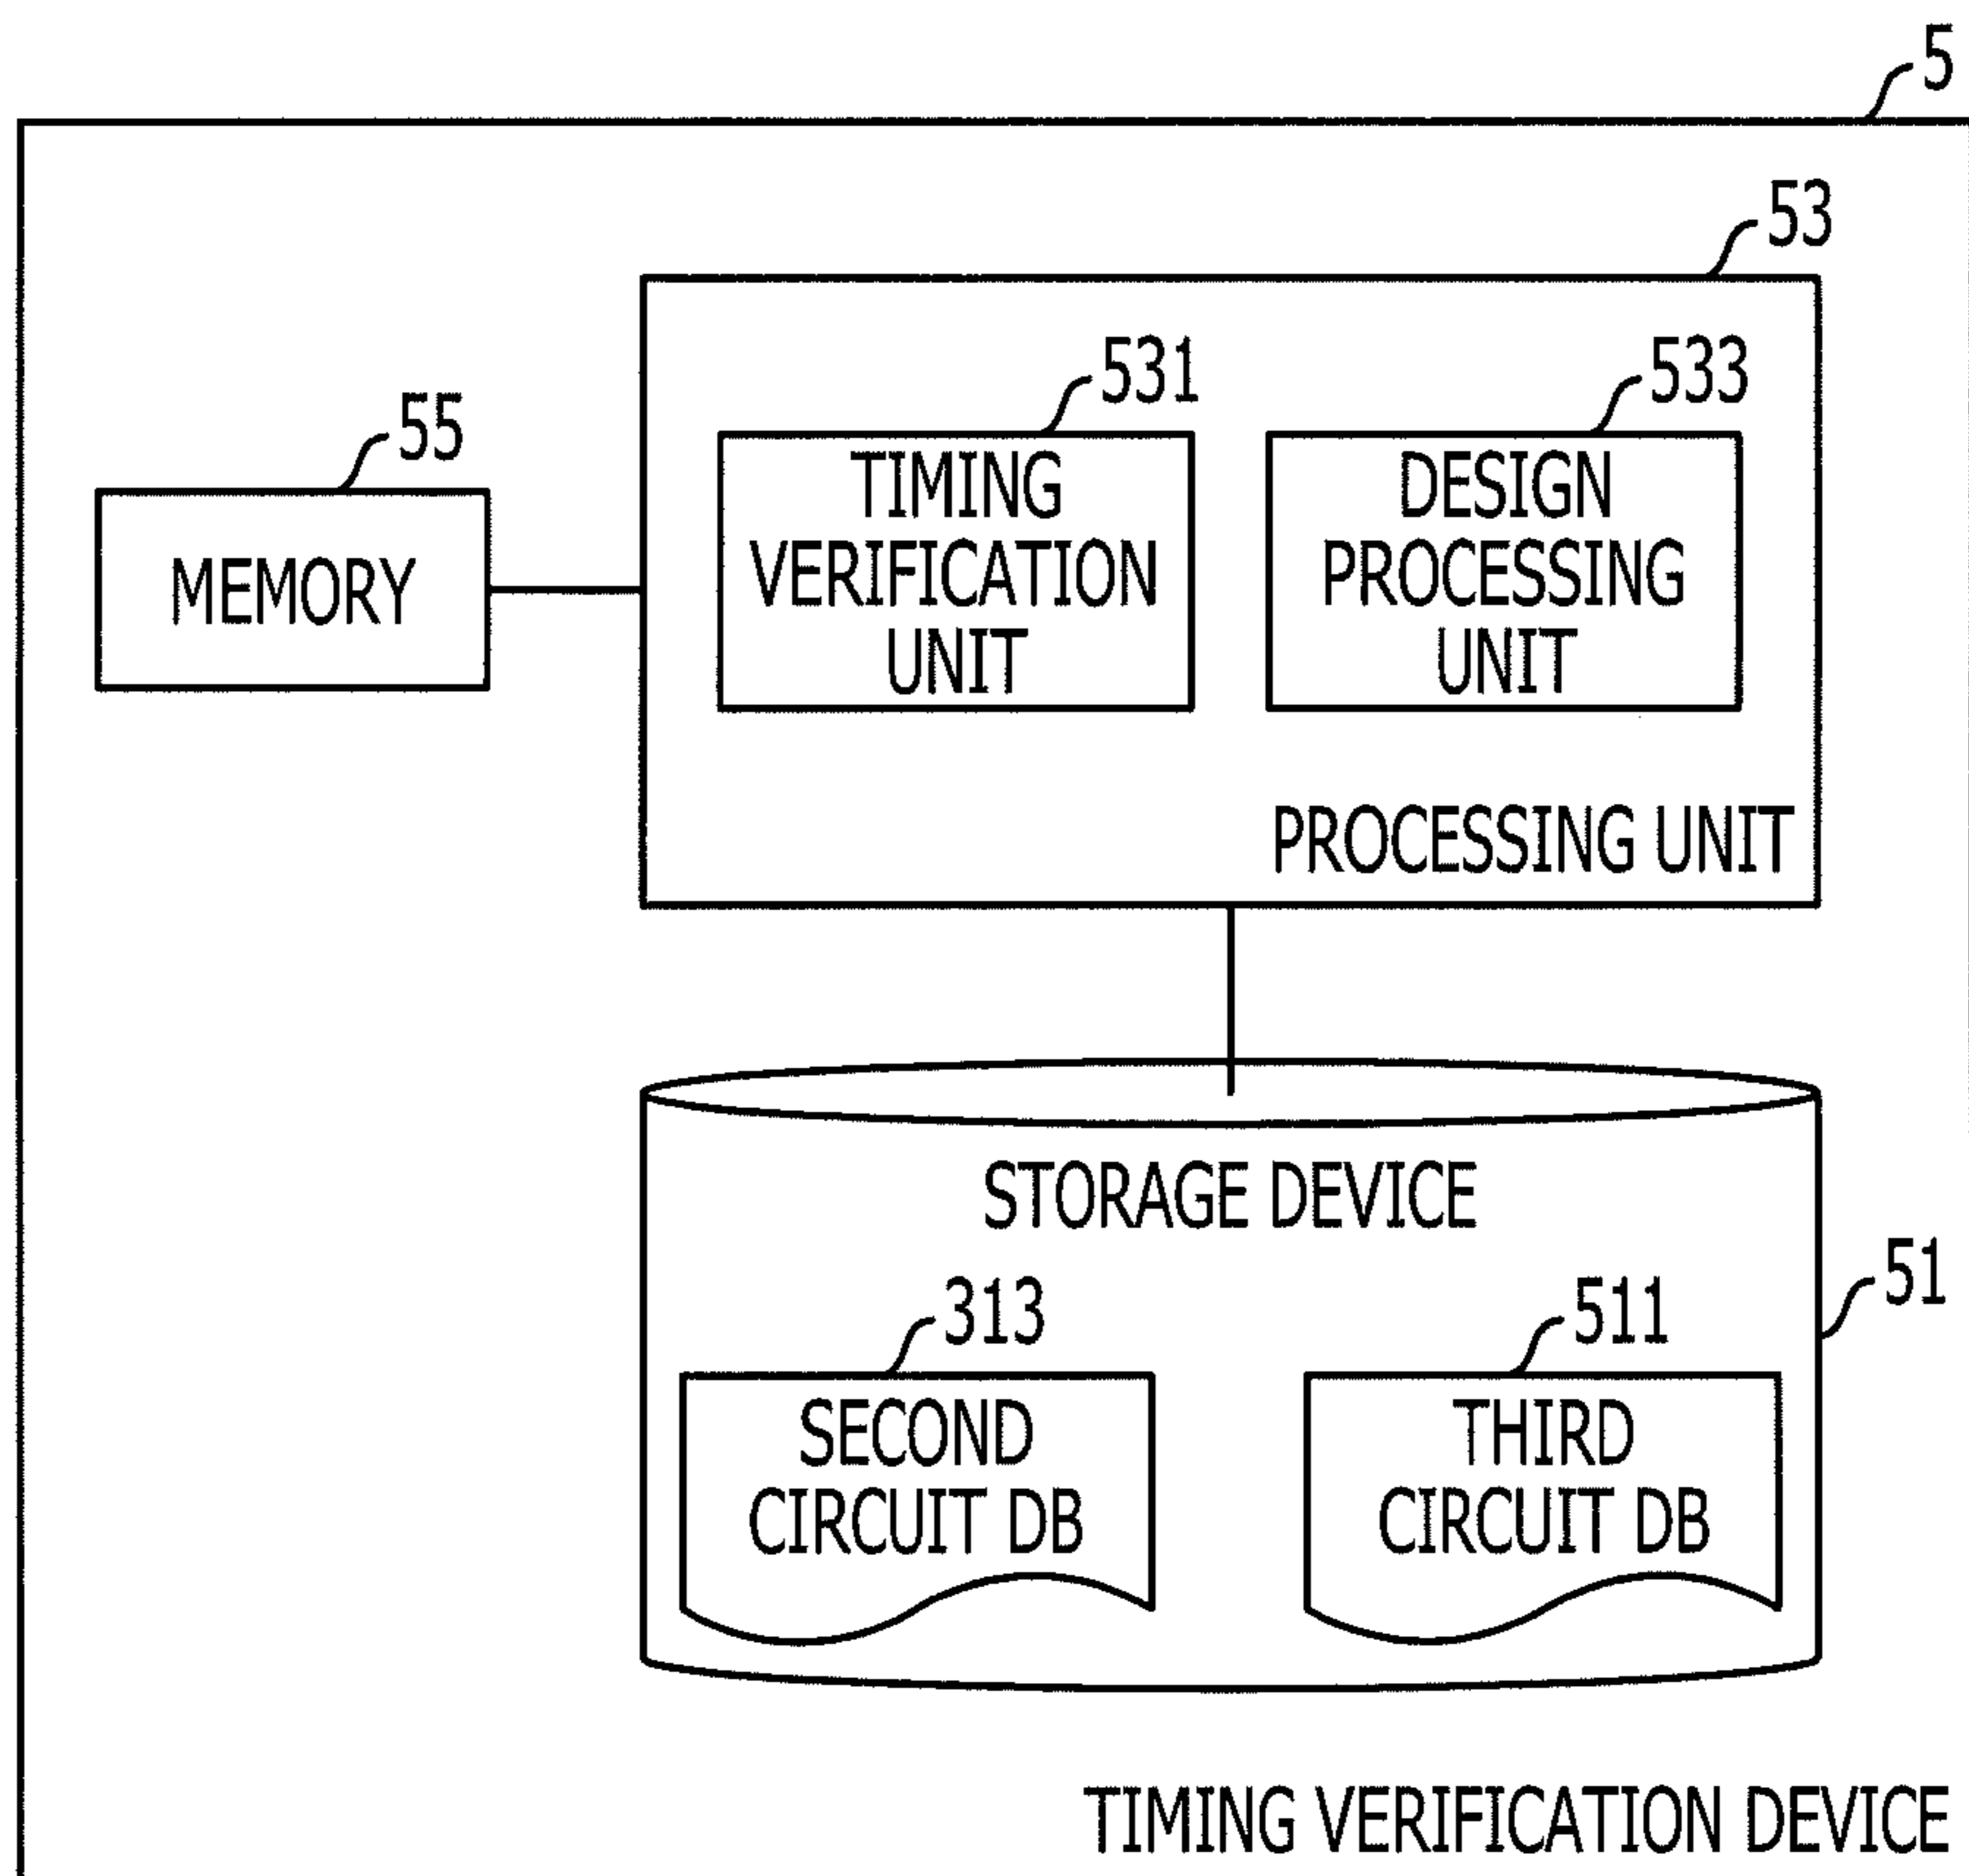 5
53
531
533
55
TIMING
VERIFICATION
UNIT
DESIGN
PROCESSING
UNIT
MEMORY
PROCESSING UNIT
STORAGE DEVICE
51
313
511
SECOND
CIRCUIT DB
THIRD
CIRCUIT DB
TIMING VERIFICATION DEVICE